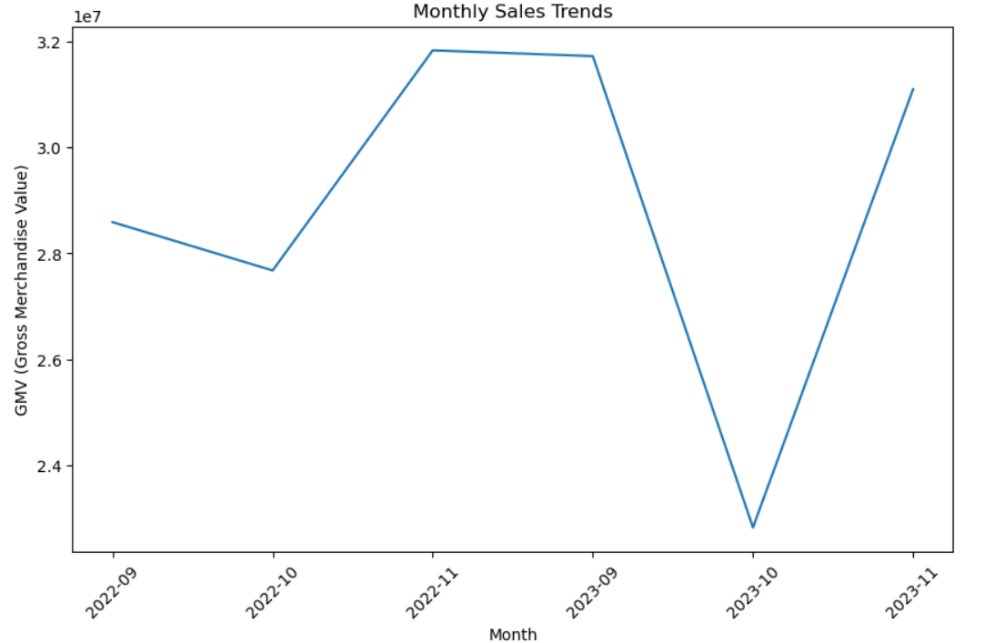 Monthly Sales Trends
1e7
3.2
3.0
2.8
2.6
2.4
GMV (Gross Merchandise Value)
2022-09
2022-10
2022-11
2023-09
2023-10
2023-11
Month